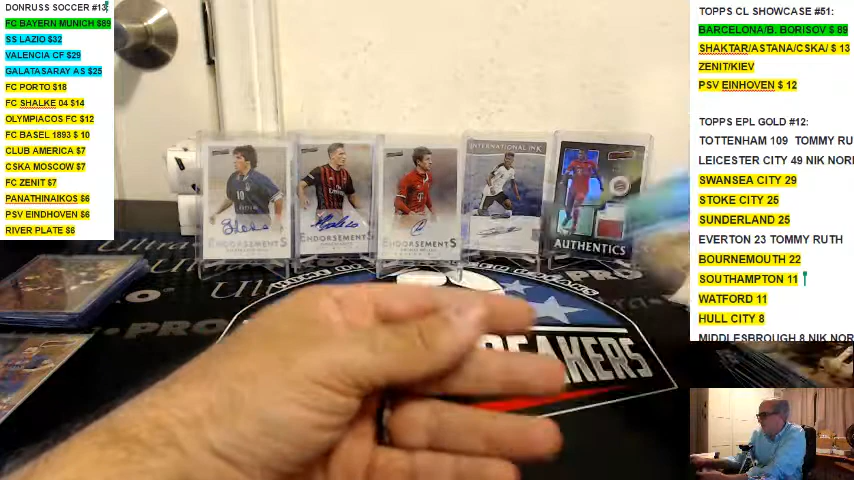 DONRUSS SOCCER #13:
FC BAYERN MUNICH $89
SS LAZIO $32
VALENCIA CF $29
GALATASARAY AS $25
FC PORTO $18
FC SHALKE 04 $14
OLYMPIACOS FC $12
FC BASEL 1893 $ 10
CLUB AMERICA $7
CSKA MOSCOW $7
FC ZENIT $7
PANATHINAIKOS $6
PSV EINDHOVEN $6
RIVER PLATE $6
ENDORSEMENTS
ENDORSEMENTS
ENDORSEMENTS
INTERNATIONAL INK
AUTHENTICS
BREAKERS
PRO
TOPPS CL SHOWCASE #51:
BARCELONA/B. BORISOV $ 89
SHAKTAR/ASTANA/CSKA/ $ 13
ZENIT/KIEV
PSV EINHOVEN $ 12
TOPPS EPL GOLD #12:
TOTTENHAM 109 TOMMY RU
LEICESTER CITY 49 NIK NOR
SWANSEA CITY 29
STOKE CITY 25
SUNDERLAND 25
EVERTON 23 TOMMY RUTH
BOURNEMOUTH 22
SOUTHAMPTON 11
WATFORD 11
HULL CITY 8
MIDDLESBROUGH 8 NIK NOR